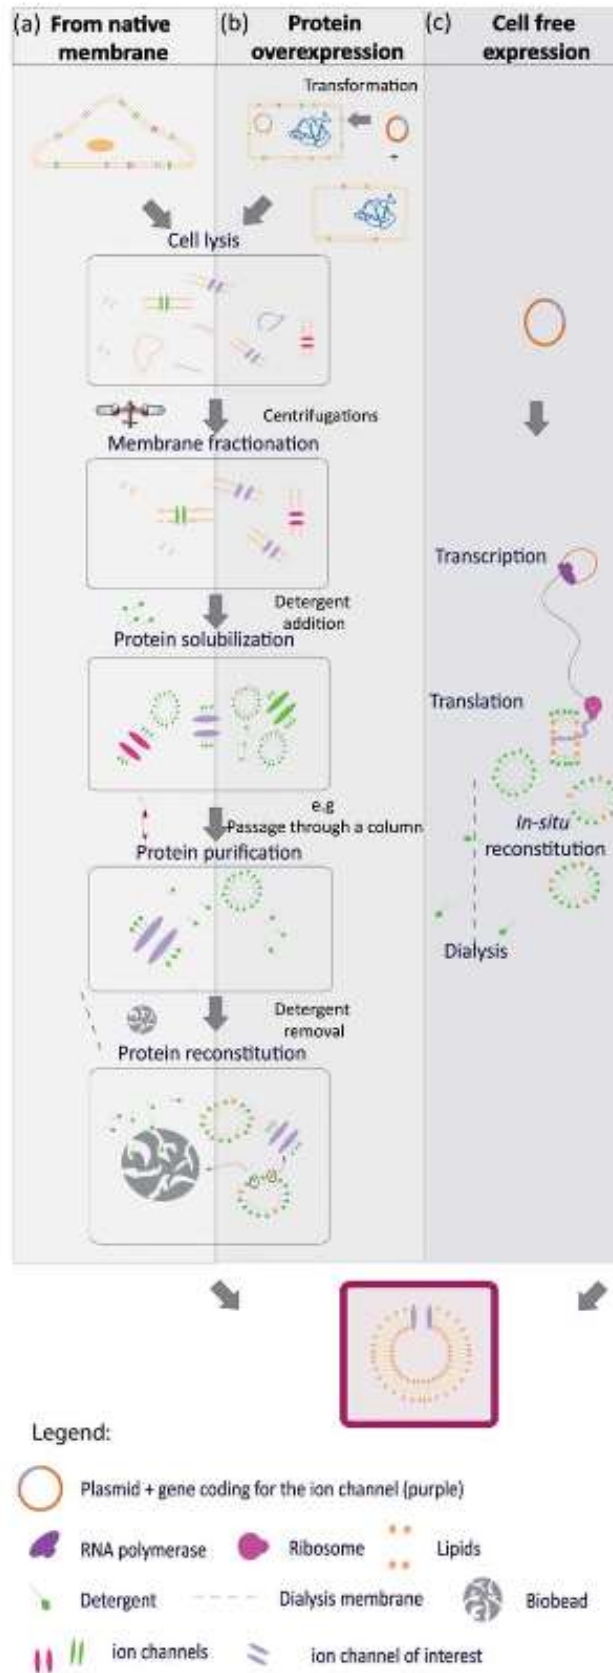 (a) From native
membrane
(b) Protein
overexpression
(c) Cell free
expression
Transformation
+
Cell lysis
Centrifugations
Membrane fractionation
Detergent
addition
Protein solubilization
e.g
Passage through a column
Protein purification
Detergent
removal
Protein reconstitution
Transcription
Translation
In-situ
reconstitution
Dialysis
Legend:
Plasmid + gene coding for the ion channel (purple)
RNA polymerase
Ribosome
Lipids
Detergent
Dialysis membrane
Biobead
ion channels
ion channel of interest